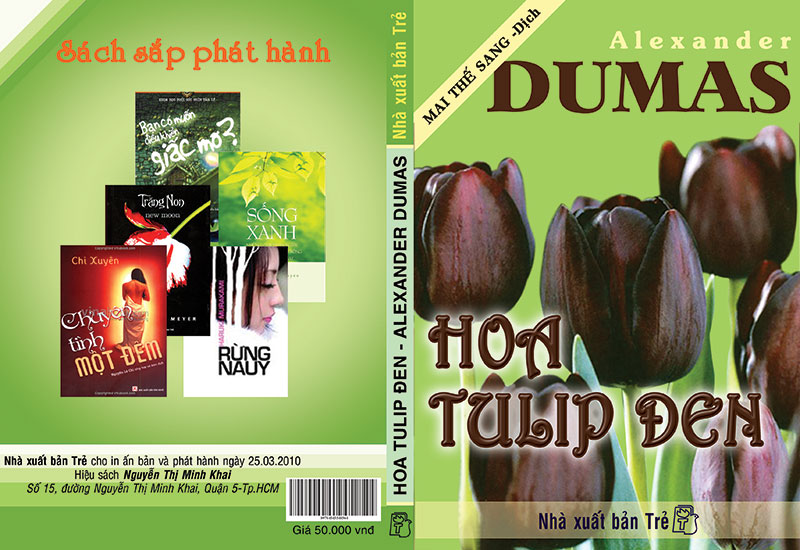 Sách sắp phát hành
Bạn có muốn
điều khiển
giấc mơ?
SỐNG
XANH
Trăng Non
new moon
MEYER
Chi Xuyên
Chuyện
tình
MỘT ĐÊM
HARUKI MURAKAMI
RỪNG
NAUY
Nhà xuất bản Trẻ cho in ấn bản và phát hành ngày 25.03.2010
Hiệu sách Nguyễn Thị Minh Khai
Số 15, đường Nguyễn Thị Minh Khai, Quận 5-Tp.HCM
Giá 50.000 vnđ
HOA TULIP ĐEN - ALEXANDER DUMAS Nhà xuất bản Trẻ
MAI THẾ SANG -Dịch
Alexander
DUMAS
HOA
TULIP ĐEN
Nhà xuất bản Trẻ